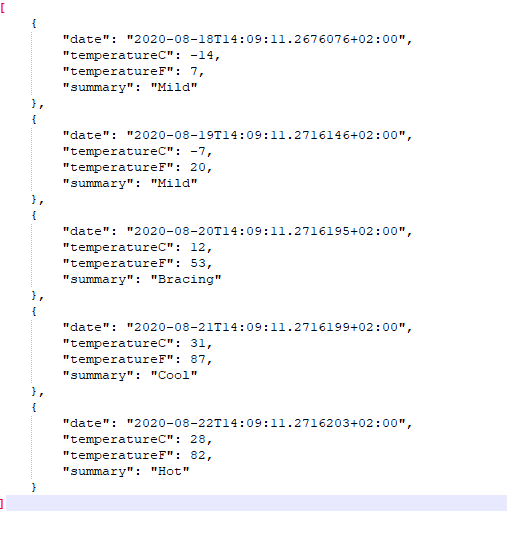 [
    {
        "date": "2020-08-18T14:09:11.2676076+02:00",
        "temperatureC": -14,
        "temperatureF": 7,
        "summary": "Mild"
    },
    {
        "date": "2020-08-19T14:09:11.2716146+02:00",
        "temperatureC": -7,
        "temperatureF": 20,
        "summary": "Mild"
    },
    {
        "date": "2020-08-20T14:09:11.2716195+02:00",
        "temperatureC": 12,
        "temperatureF": 53,
        "summary": "Bracing"
    },
    {
        "date": "2020-08-21T14:09:11.2716199+02:00",
        "temperatureC": 31,
        "temperatureF": 87,
        "summary": "Cool"
    },
    {
        "date": "2020-08-22T14:09:11.2716203+02:00",
        "temperatureC": 28,
        "temperatureF": 82,
        "summary": "Hot"
    }
]